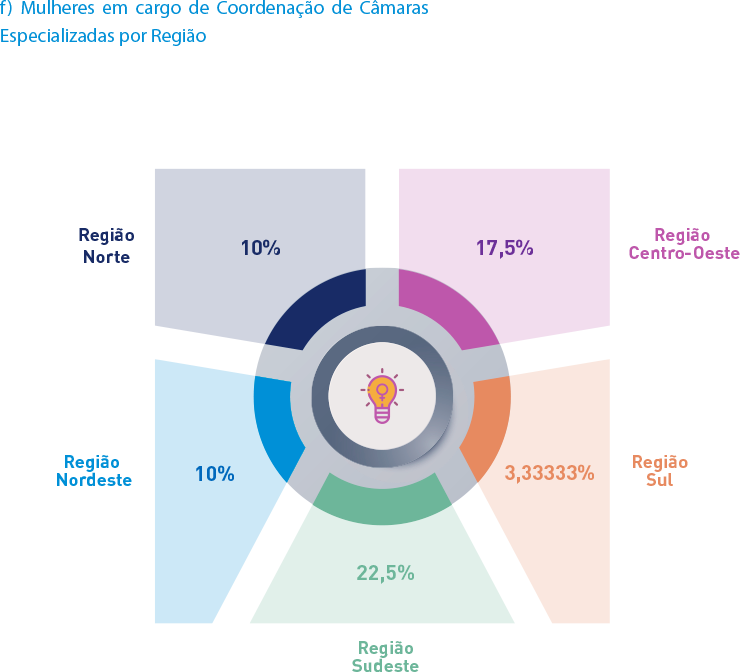 f) Mulheres em cargo de Coordenação de Câmaras
Especializadas por Região
Região
Norte
10%
17,5%
Região
Centro-Oeste
Região
Nordeste
10%
3,33333%
Região
Sul
22,5%
Região
Sudeste